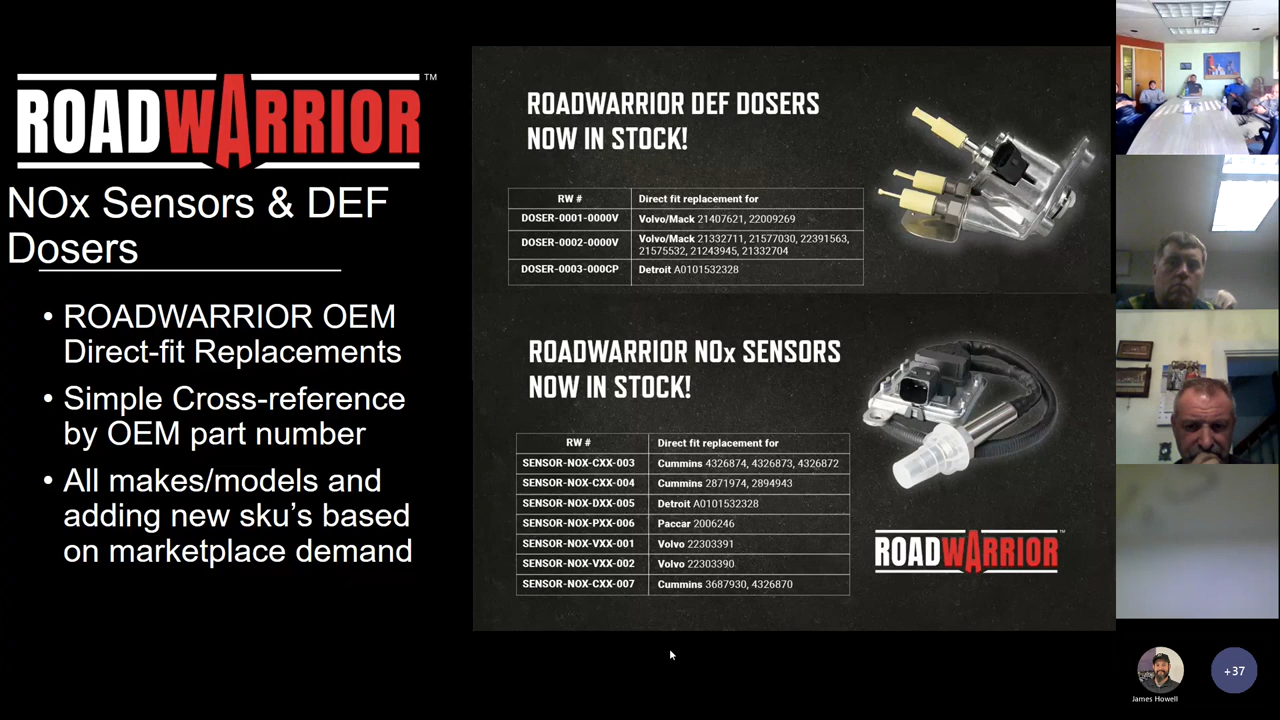 ROADWARRIOR™
NOx Sensors & DEF
Dosers
• ROADWARRIOR OEM
Direct-fit Replacements
• Simple Cross-reference
by OEM part number
• All makes/models and
adding new sku’s based
on marketplace demand
ROADWARRIOR DEF DOSERS
NOW IN STOCK!
RW # Direct fit replacement for
DOSER-0001-0000V Volvo/Mack 21407621, 22009269
DOSER-0002-0000V Volvo/Mack 21332711, 21577030, 22391563,
21575532, 21243945, 21332704
DOSER-0003-000CP Detroit A0101532328
ROADWARRIOR NOx SENSORS
NOW IN STOCK!
RW # Direct fit replacement for
SENSOR-NOX-CXX-003 Cummins 4326874, 4326873, 4326872
SENSOR-NOX-CXX-004 Cummins 2871974, 2894943
SENSOR-NOX-DXX-005 Detroit A0101532328
SENSOR-NOX-PXX-006 Paccar 2006246
SENSOR-NOX-VXX-001 Volvo 22303391
SENSOR-NOX-VXX-002 Volvo 22303390
SENSOR-NOX-CXX-007 Cummins 3687930, 4326870
ROADWARRIOR™
James Howell
+37